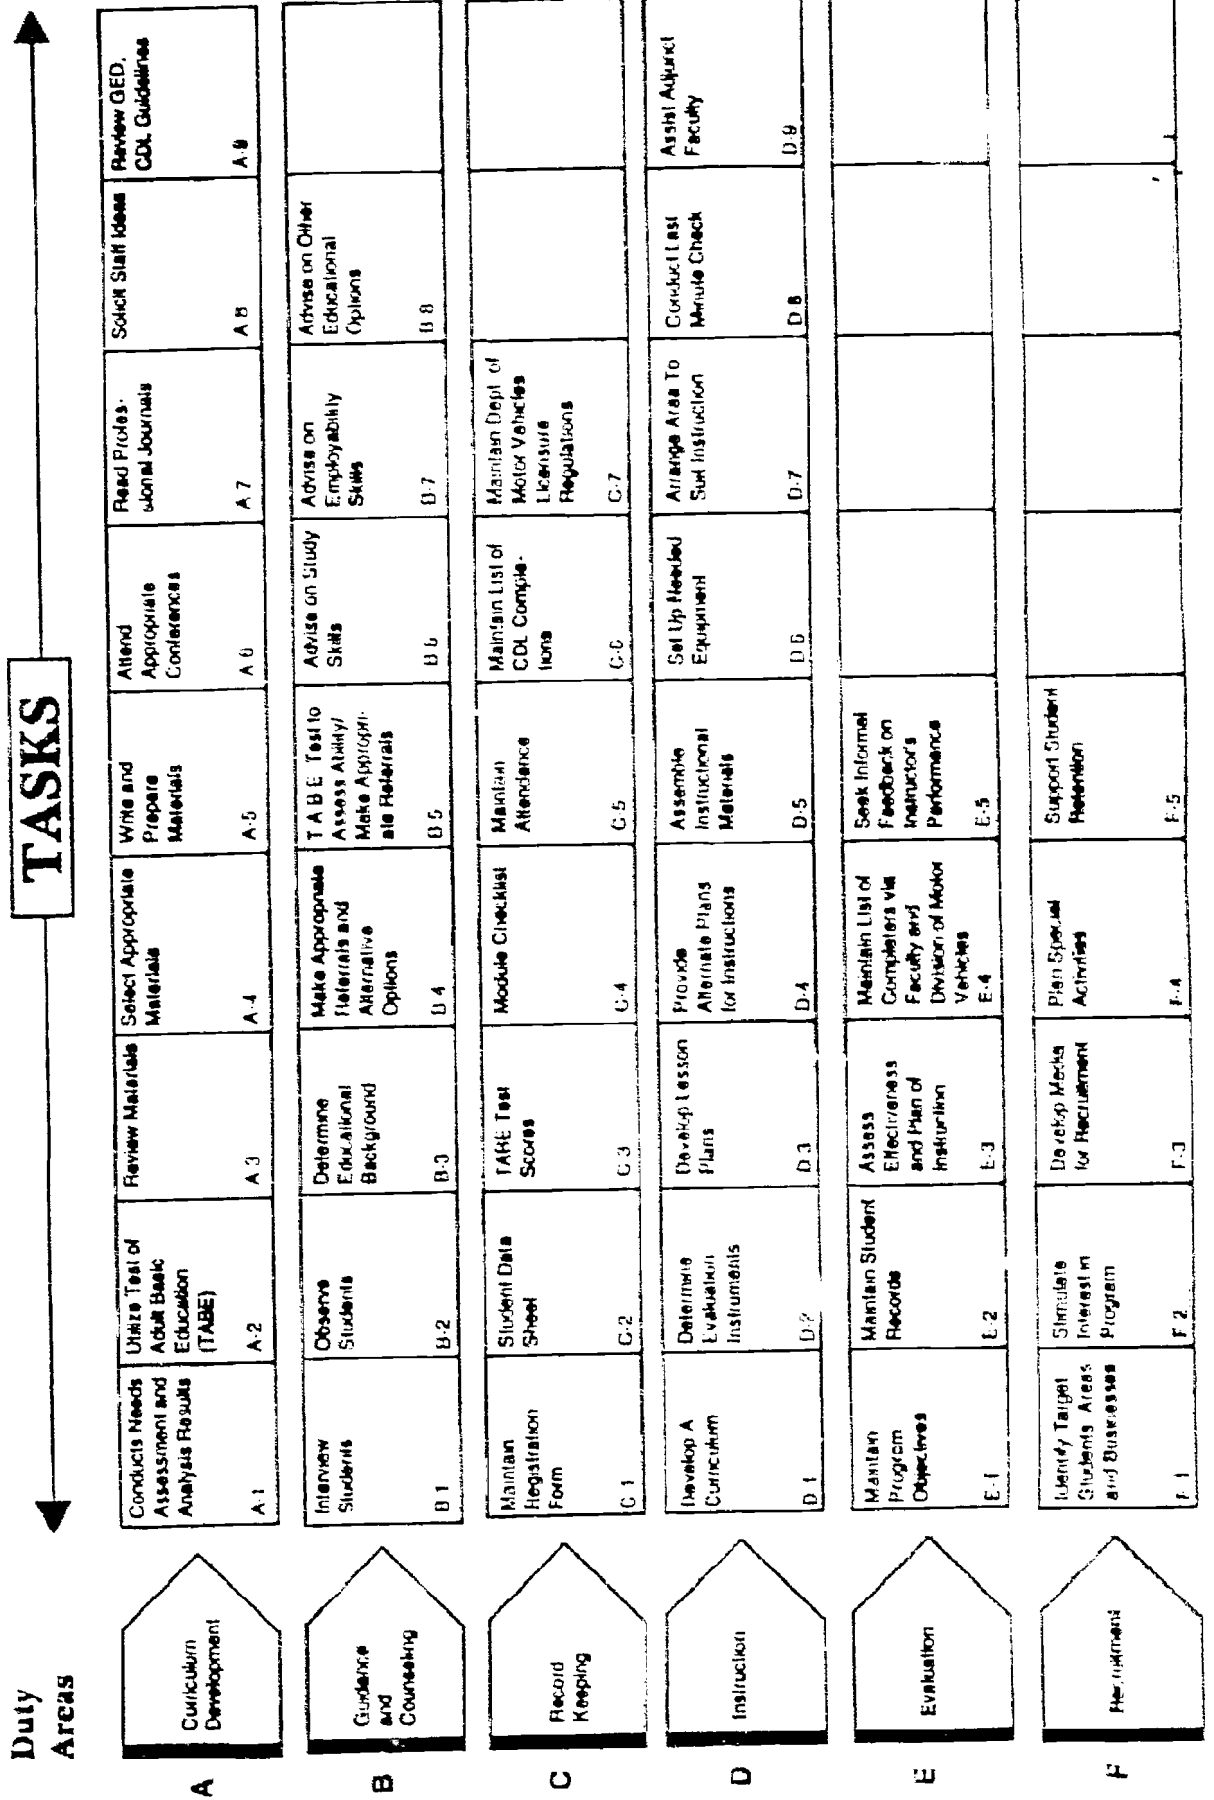 TASKS
Duty
Areas
A
Curriculum
Development
Conducts Needs
Assessment and
Analysis Results
A-1
Utilize Test of
Adult Basic
Education
(TABE)
A-2
Review Materials
A-3
Select Appropriate
Materials
A-4
Write and
Prepare
Materials
A-5
Attend
Appropriate
Conferences
A-6
Read Profes-
sional Journals
A-7
Solicit Staff Ideas
A-8
Review GED,
CDL Guidelines
A-9
B
Guidance
and
Counseling
Interview
Students
B-1
Observe
Students
B-2
Determine
Educational
Background
B-3
Make Appropriate
Referrals and
Alternative
Options
B-4
T A B E Test to
Assess Ability/
Make Appropri-
ate Referrals
B-5
Advise on Study
Skills
B-6
Advise on
Employability
Skills
B-7
Advise on Other
Educational
Options
B-8
C
Record
Keeping
Maintain
Registration
Form
C-1
Student Data
Sheet
C-2
TABE Test
Scores
C-3
Module Checklist
C-4
Maintain
Attendance
C-5
Maintain List of
CDL Comple-
tions
C-6
Maintain Dept of
Motor Vehicles
Licensure
Regulations
C-7
D
Instruction
Develop A
Curriculum
D-1
Determine
Evaluation
Instruments
D-2
Develop Lesson
Plans
D-3
Provide
Alternate Plans
for Instructions
D-4
Assemble
Instructional
Materials
D-5
Set Up Needed
Equipment
D-6
Arrange Area To
Suit Instruction
D-7
Conduct Last
Minute Check
D-8
Assist Adjunct
Faculty
D-9
E
Evaluation
Maintain
Program
Objectives
E-1
Maintain Student
Records
E-2
Assess
Effectiveness
and Plan of
Instruction
E-3
Maintain List of
Completers via
Faculty and
Division of Motor
Vehicles
E-4
Seek Informal
Feedback on
Instructor's
Performance
E-5
F
Recruitment
Identify Target
Students Areas
and Businesses
F-1
Stimulate
Interest in
Program
F-2
Develop Media
for Recruitment
F-3
Plan Special
Activities
F-4
Support Student
Retention
F-5